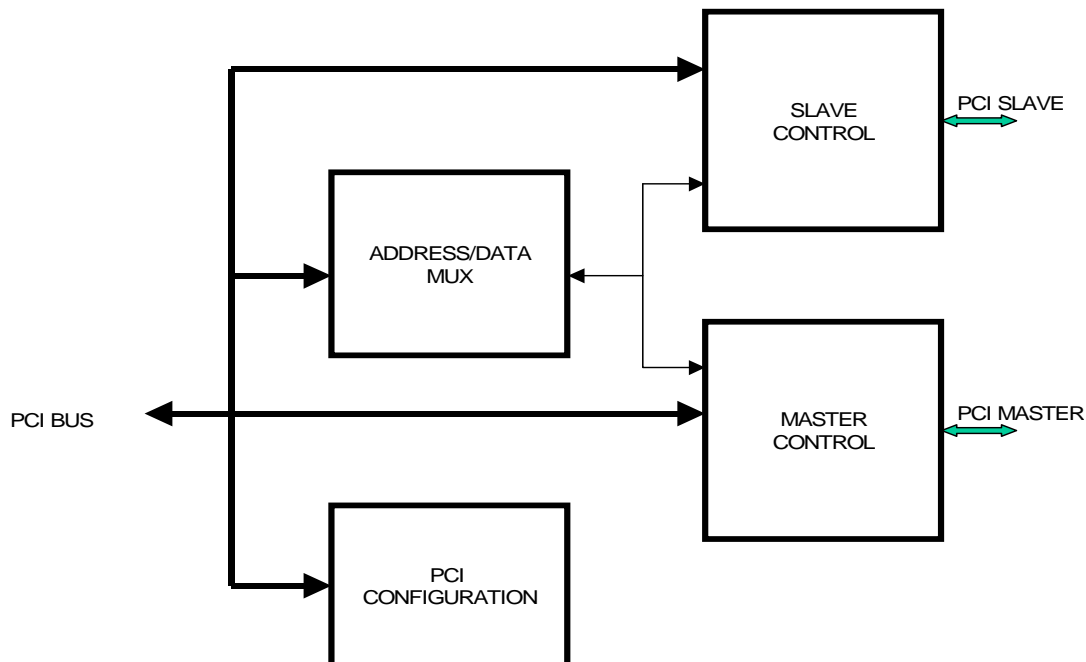 SLAVE
CONTROL
PCI SLAVE
ADDRESS/DATA
MUX
PCI BUS
MASTER
CONTROL
PCI MASTER
PCI
CONFIGURATION